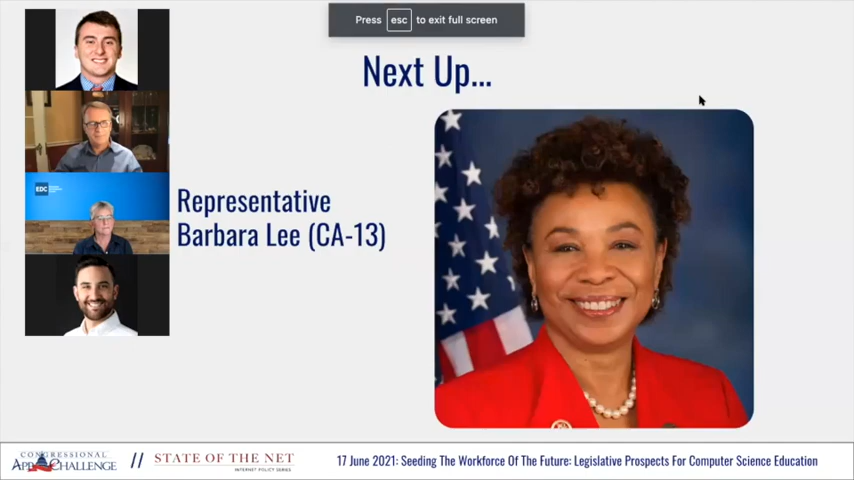 Press esc to exit full screen
Next Up...
EDC
Representative
Barbara Lee (CA-13)
CONGRESSIONAL
APP CHALLENGE
//
STATE OF THE NET
INTERNET POLICY SERIES
17 June 2021: Seeding The Workforce Of The Future: Legislative Prospects For Computer Science Education